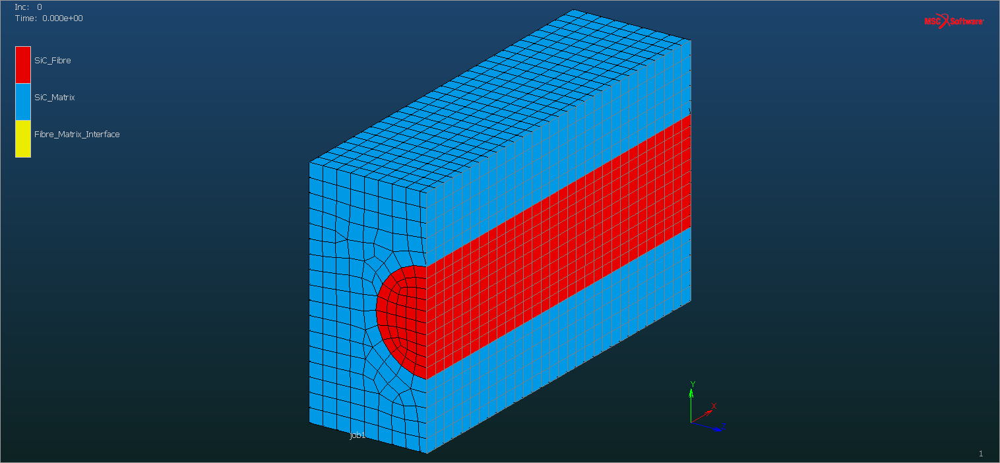 Inc: 0
Time: 0.000e+00
MSC Software
SiC_Fibre
SiC_Matrix
Fibre_Matrix_Interface
Y
X
Z
job1
1